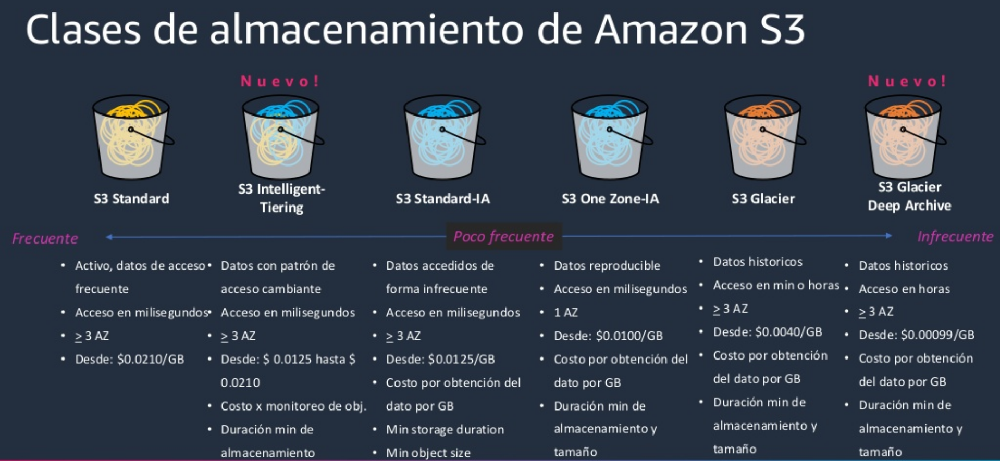 Clases de almacenamiento de Amazon S3
Nuevo!
Nuevo!
S3 Standard
S3 Intelligent-
Tiering
S3 Standard-IA
S3 One Zone-IA
S3 Glacier
S3 Glacier
Deep Archive
Frecuente
Poco frecuente
Infrecuente
• Activo, datos de acceso
frecuente
• Acceso en milisegundos
• ≥ 3 AZ
• Desde: $0.0210/GB
• Datos con patrón de
acceso cambiante
• Acceso en milisegundos
• ≥ 3 AZ
• Desde: $ 0.0125 hasta $
0.0210
• Costo x monitoreo de obj.
• Duración min de
almacenamiento
• Datos accedidos de
forma infrecuente
• Acceso en milisegundos
• ≥ 3 AZ
• Desde: $0.0125/GB
• Costo por obtención del
dato por GB
• Min storage duration
• Min object size
• Datos reproducible
• Acceso en milisegundos
• 1 AZ
• Desde: $0.0100/GB
• Costo por obtención del
dato por GB
• Duración min de
almacenamiento y
tamaño
• Datos historicos
• Acceso en min o horas
• ≥ 3 AZ
• Desde: $0.0040/GB
• Costo por obtención
del dato por GB
• Duración min de
almacenamiento y
tamaño
• Datos historicos
• Acceso en horas
• ≥ 3 AZ
• Desde: $0.00099/GB
• Costo por obtención
del dato por GB
• Duración min de
almacenamiento y
tamaño